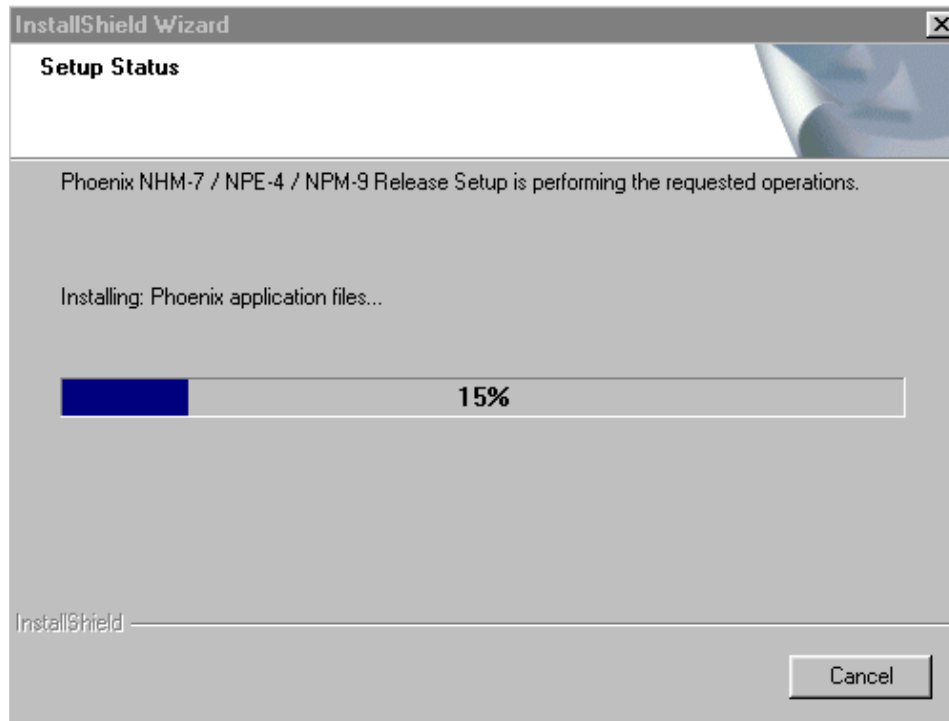 InstallShield Wizard
Setup Status
Phoenix NHM-7 / NPE-4 / NPM-9 Release Setup is performing the requested operations.
Installing: Phoenix application files...
15%
InstallShield
Cancel